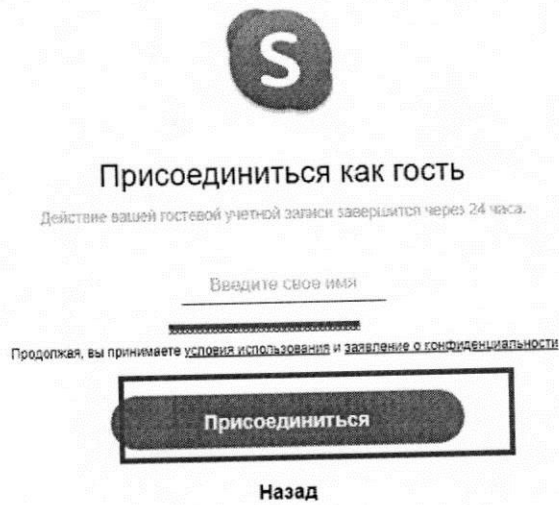 S
Присоединиться как гость
Действие вашей гостевой учетной записи завершится через 24 часа.
Введите свое имя
Продолжая, вы принимаете условия использования и заявление о конфиденциальности
Присоединиться
Назад